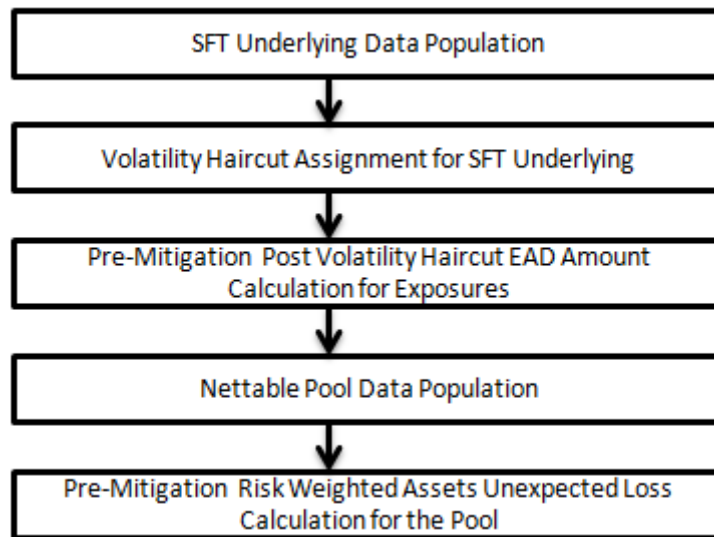 SFT Underlying Data Population
Volatility Haircut Assignment for SFT Underlying
Pre-Mitigation Post Volatility Haircut EAD Amount
Calculation for Exposures
Nettable Pool Data Population
Pre-Mitigation Risk Weighted Assets Unexpected Loss
Calculation for the Pool